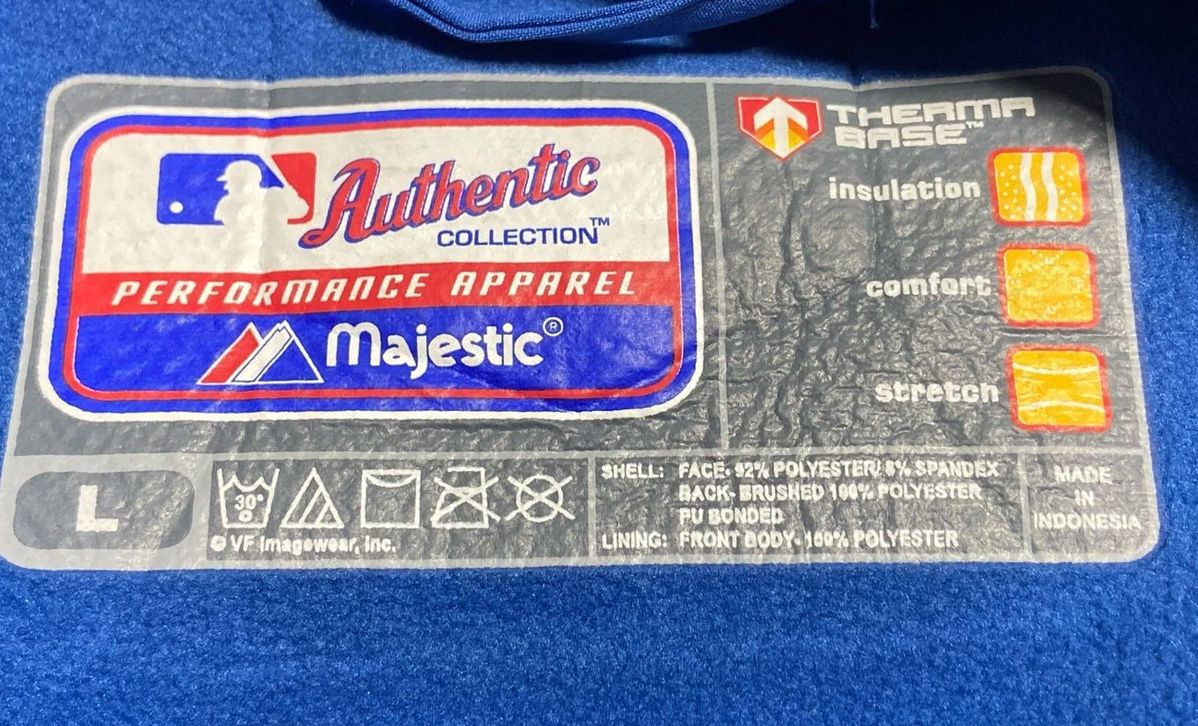 Authentic
COLLECTION™
PERFORMANCE APPAREL
Majestic®
THERMA
BASE™
insulation
comfort
stretch
L
30°
© VF Imagewear, Inc.
SHELL: FACE- 92% POLYESTER/ 8% SPANDEX
BACK- BRUSHED 100% POLYESTER
PU BONDED
LINING: FRONT BODY- 100% POLYESTER
MADE
IN
INDONESIA